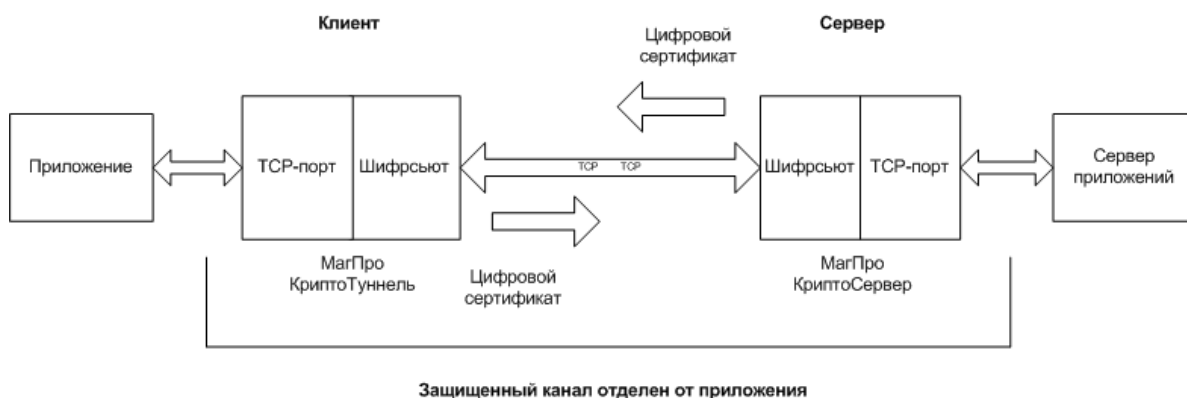 Клиент
Сервер
Цифровой
сертификат
Приложение
TCP-порт
Шифрсьют
TCP TCP
Шифрсьют
TCP-порт
Сервер
приложений
МагПро
КриптоТуннель
Цифровой
сертификат
МагПро
КриптоСервер
Защищенный канал отделен от приложения